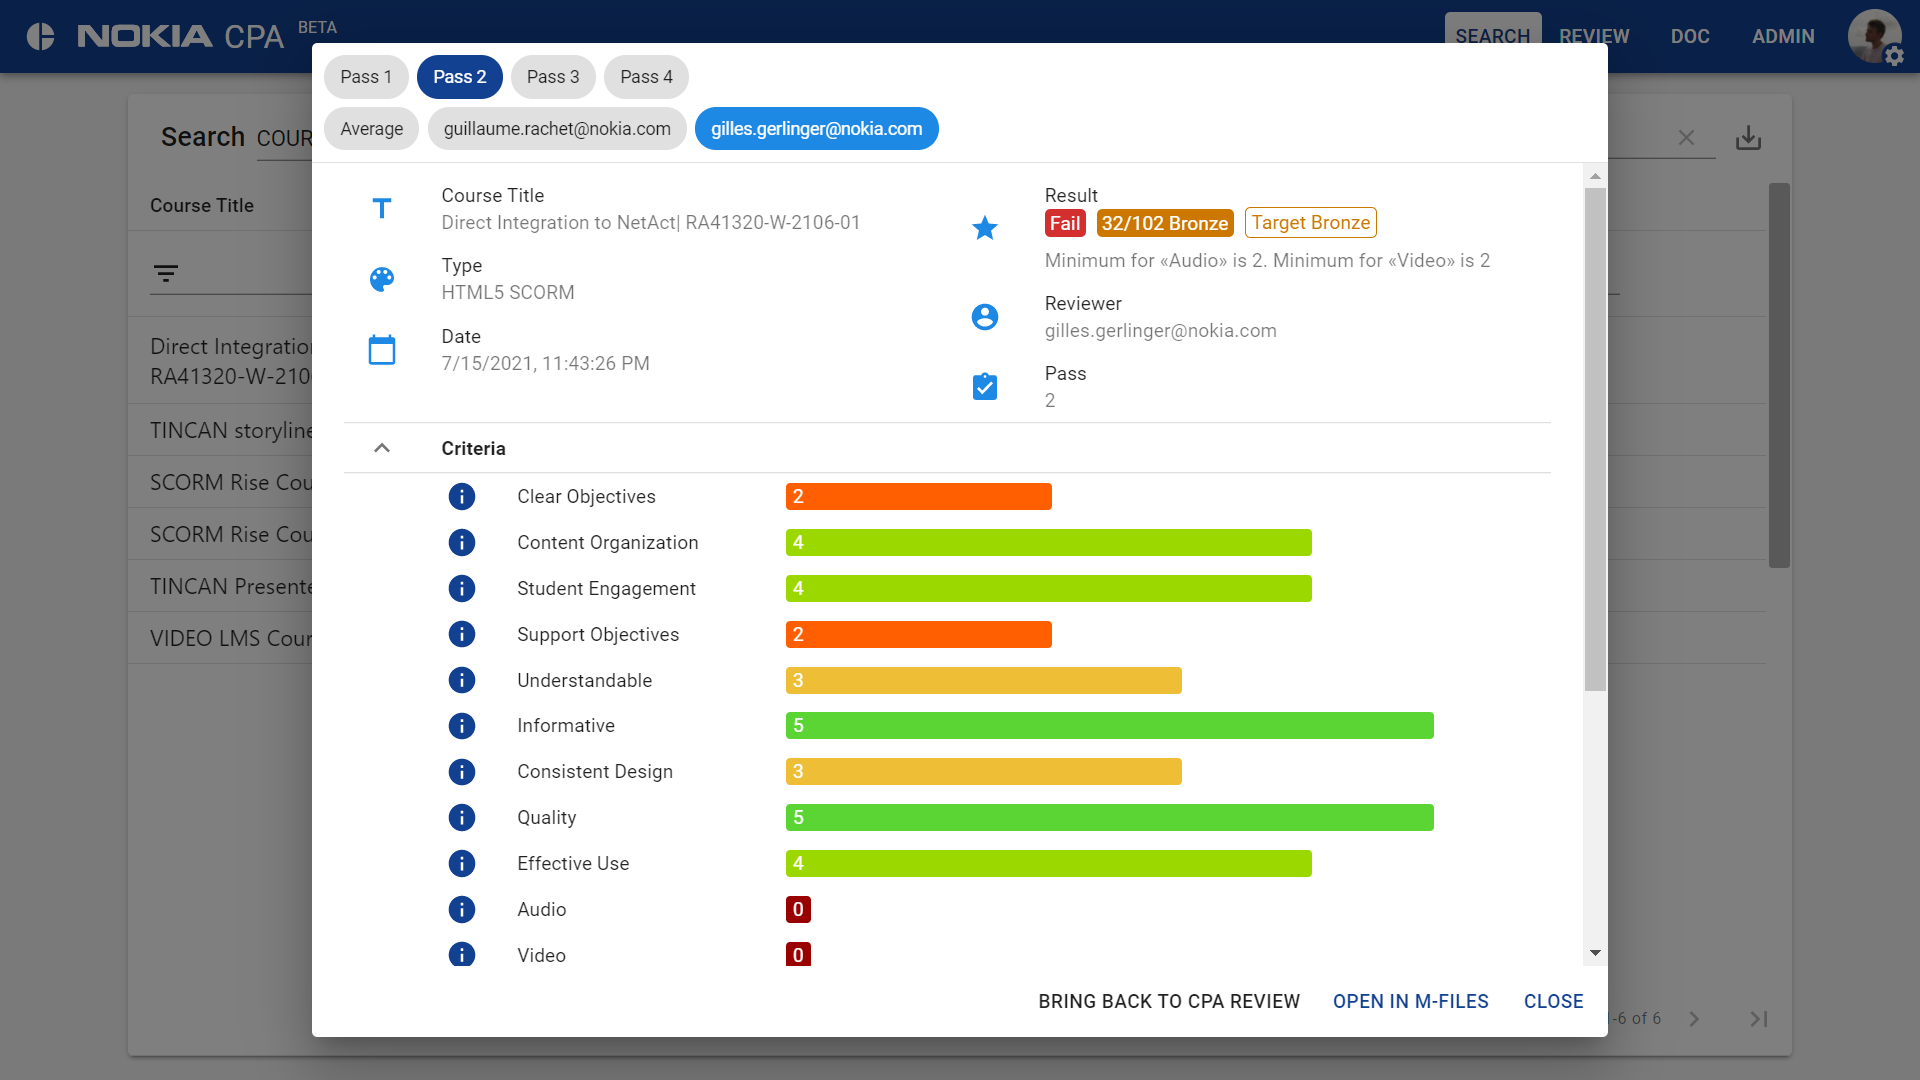 NOKIA CPA BETA
SEARCH REVIEW DOC ADMIN
Pass 1 Pass 2 Pass 3 Pass 4
Average guillaume.rachet@nokia.com gilles.gerlinger@nokia.com
Search COUR
Course Title
Direct Integration
RA41320-W-210
TINCAN storyline
SCORM Rise Cou
SCORM Rise Cou
TINCAN Presente
VIDEO LMS Cour
Course Title
Direct Integration to NetAct| RA41320-W-2106-01
Type
HTML5 SCORM
Date
7/15/2021, 11:43:26 PM
Result
Fail 32/102 Bronze Target Bronze
Minimum for «Audio» is 2. Minimum for «Video» is 2
Reviewer
gilles.gerlinger@nokia.com
Pass
2
Criteria
Clear Objectives 2
Content Organization 4
Student Engagement 4
Support Objectives 2
Understandable 3
Informative 5
Consistent Design 3
Quality 5
Effective Use 4
Audio 0
Video 0
BRING BACK TO CPA REVIEW OPEN IN M-FILES CLOSE
-6 of 6